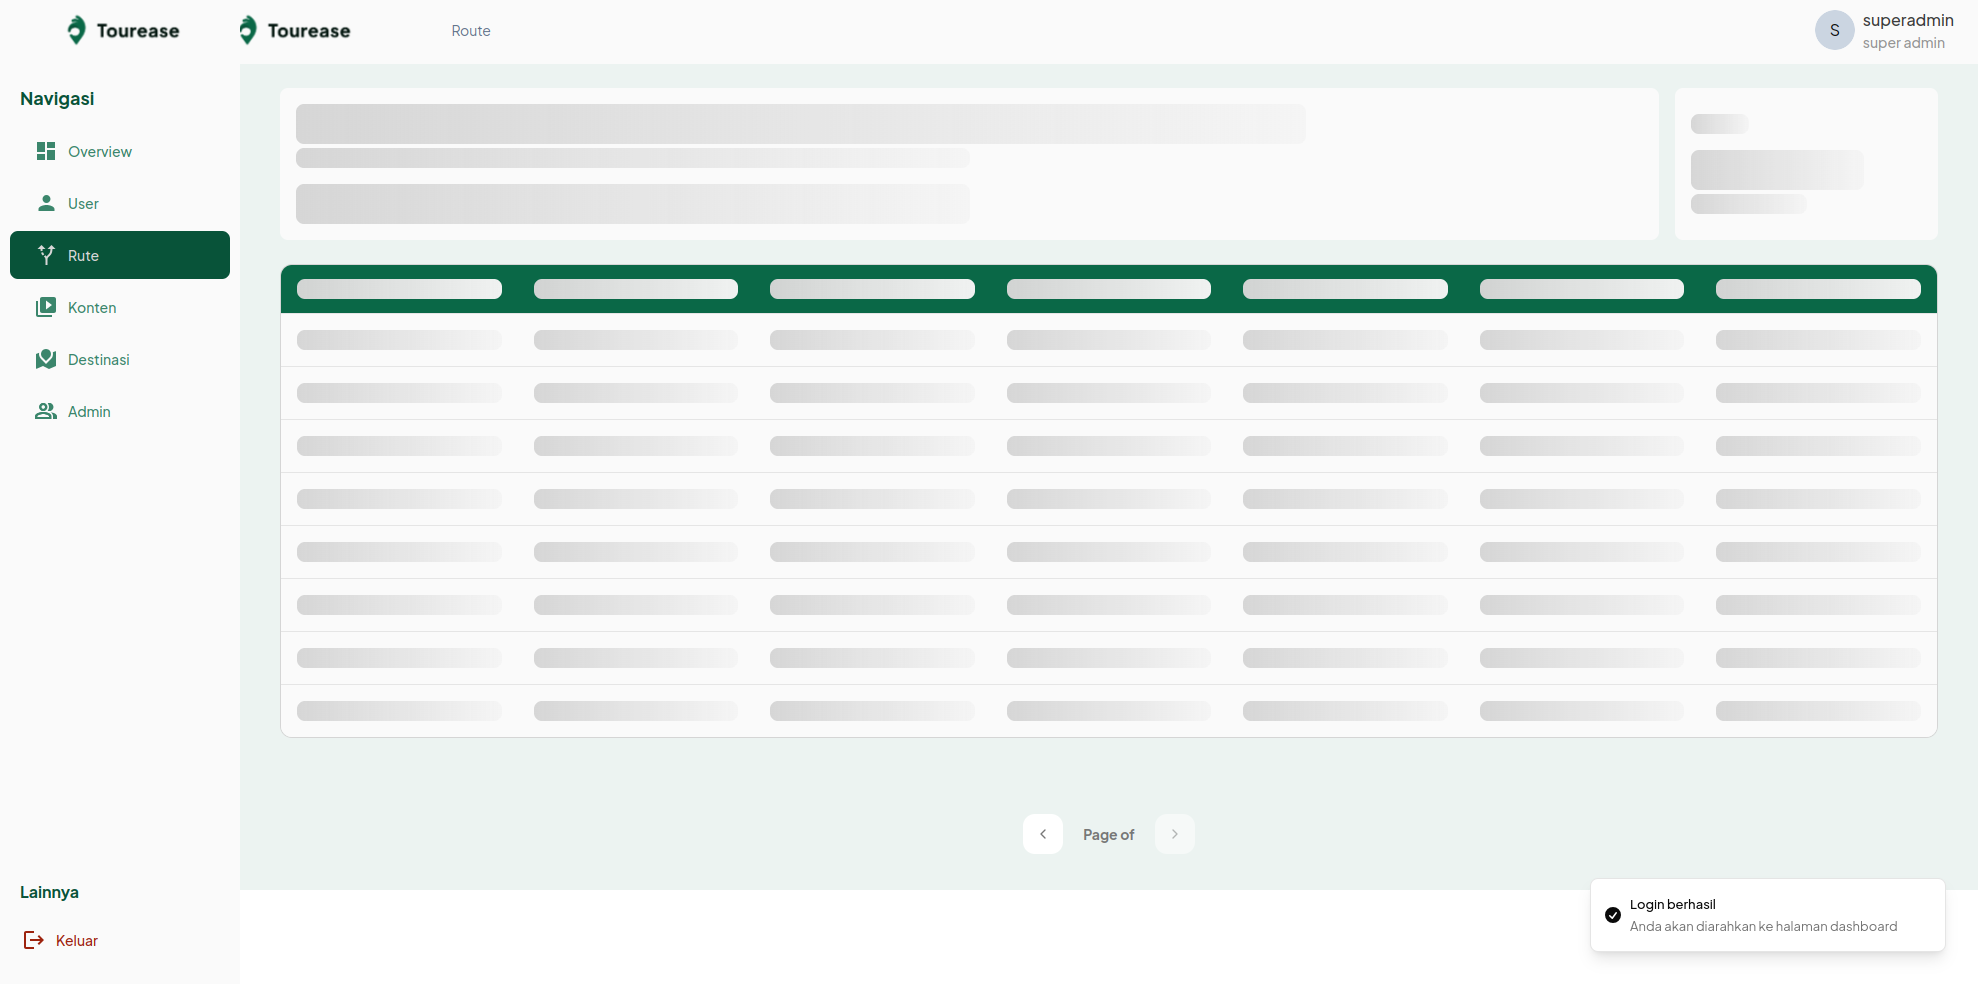 Tourease
Tourease
Route
S
superadmin
super admin
Navigasi
Overview
User
Rute
Konten
Destinasi
Admin
Page of
Lainnya
Keluar
Login berhasil
Anda akan diarahkan ke halaman dashboard